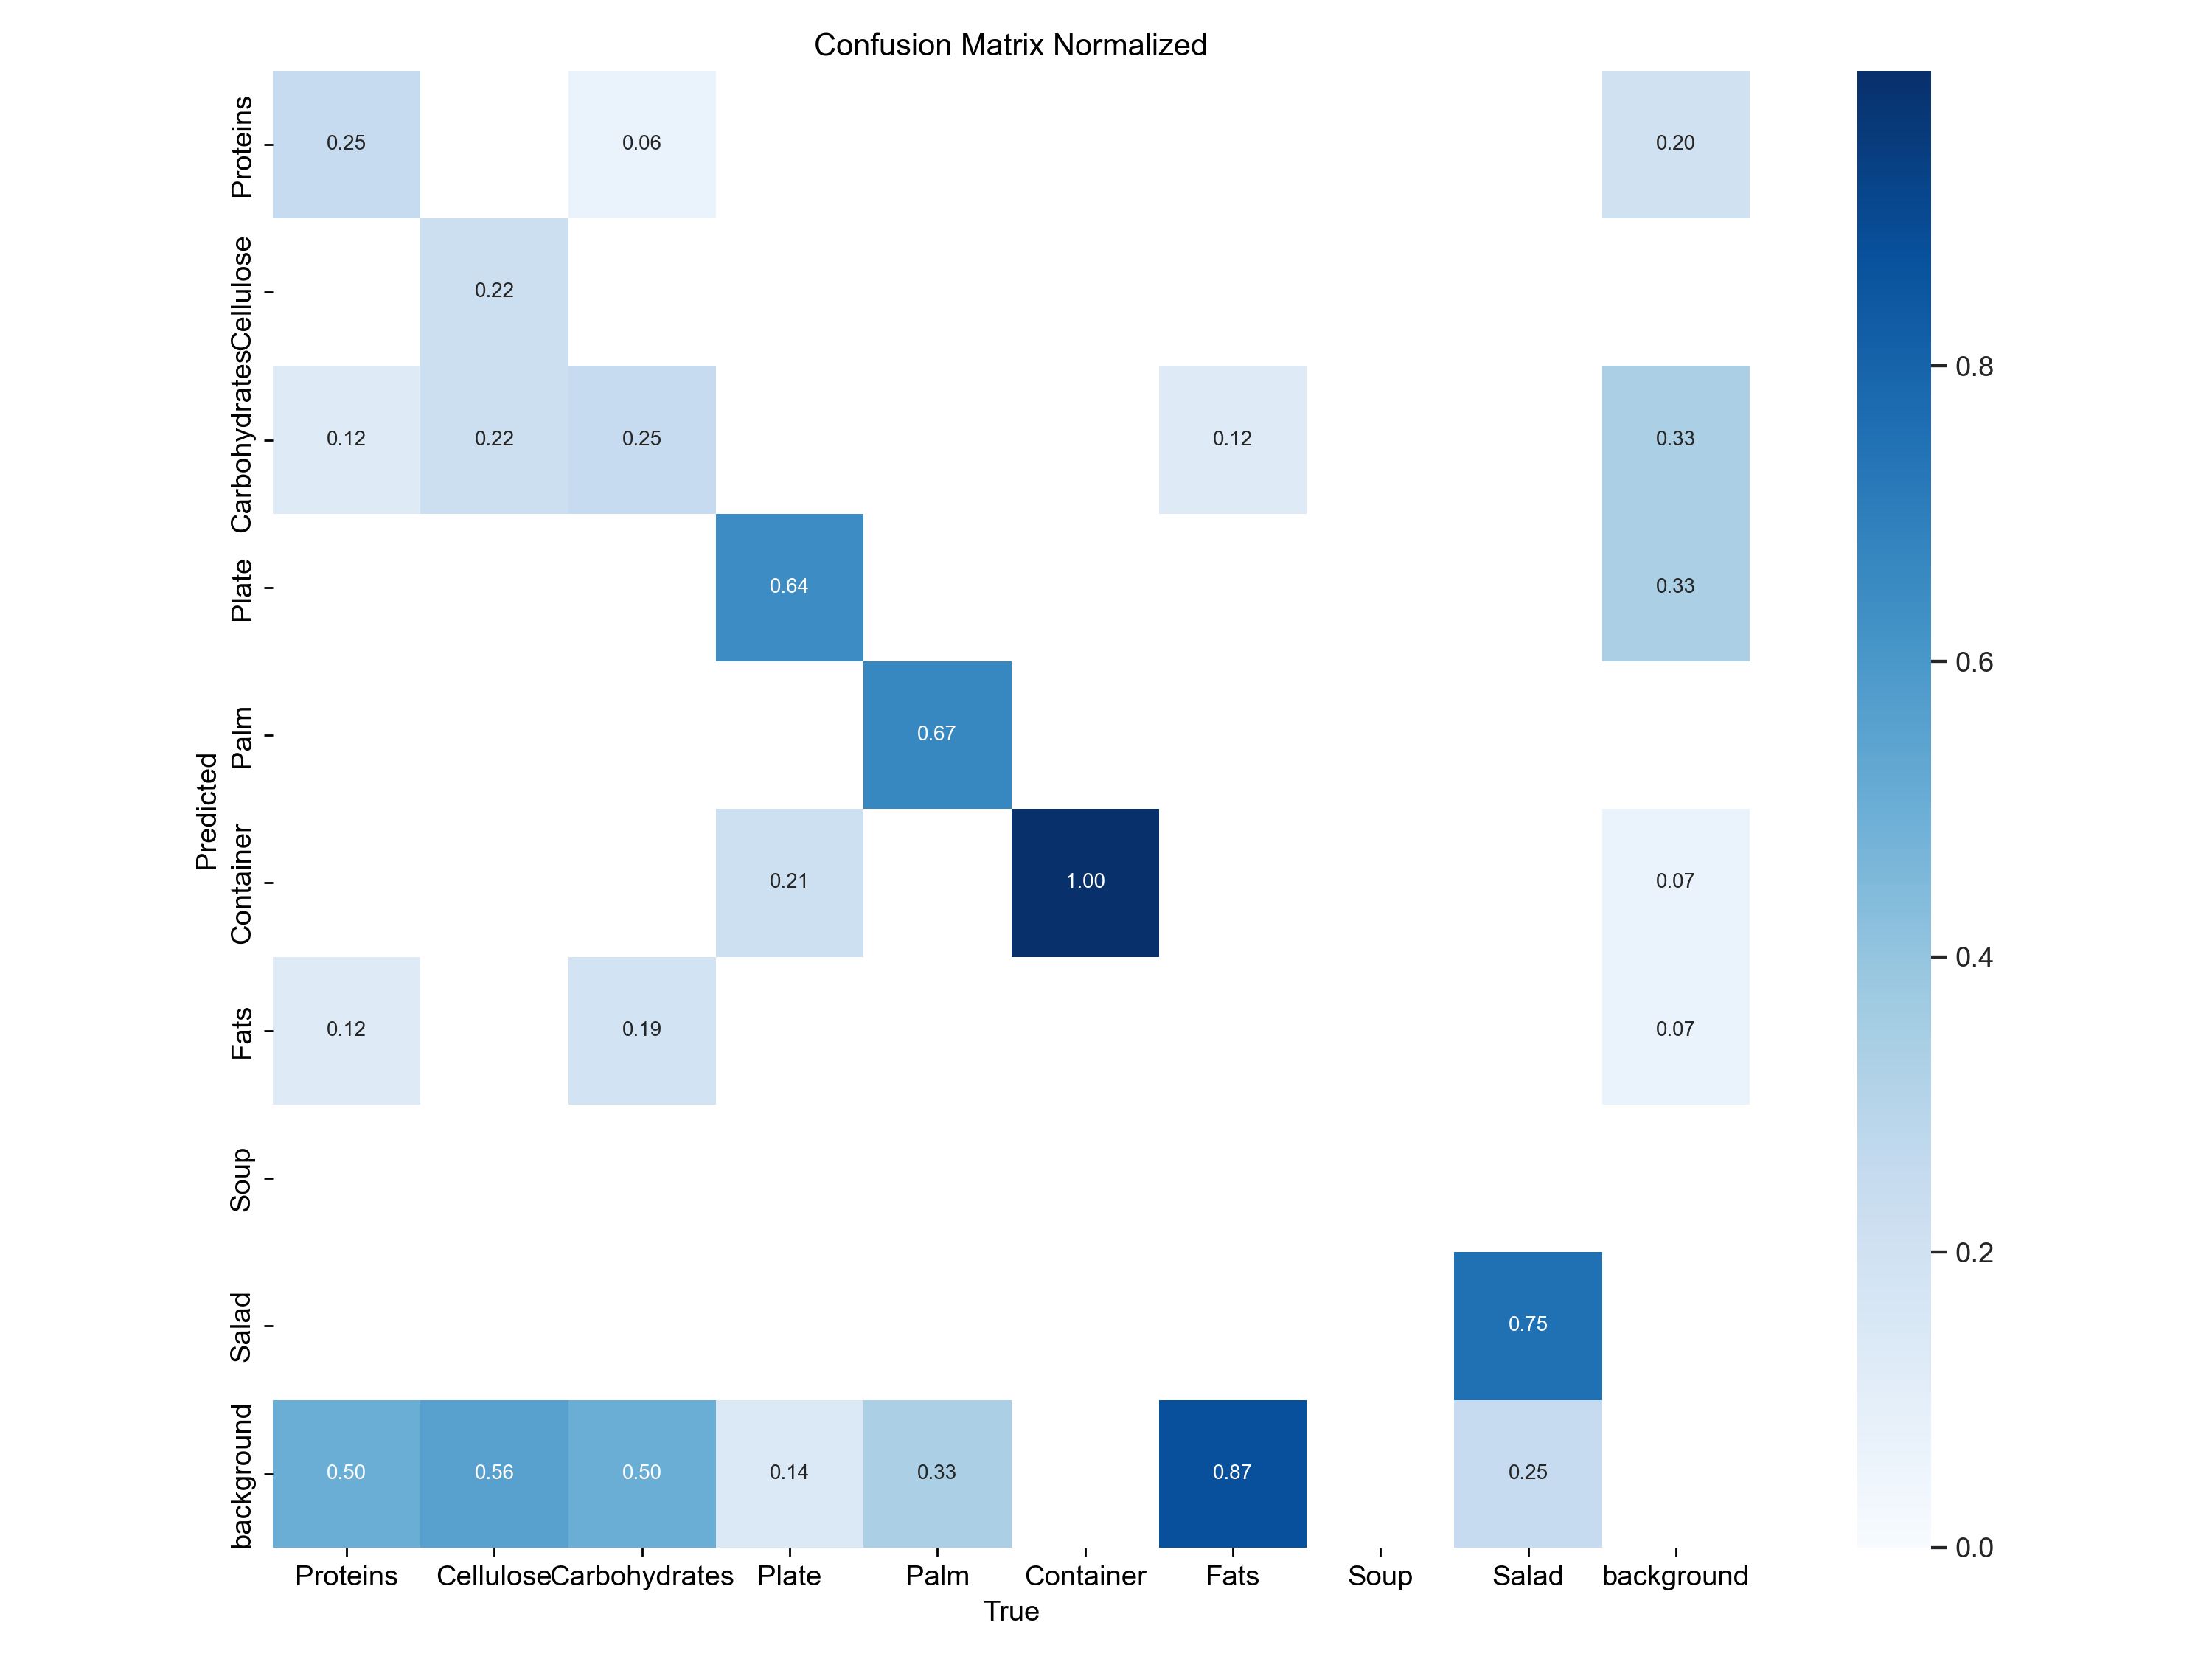 Confusion Matrix Normalized
Proteins
0.25
0.06
0.20
Cellulose
0.22
0.8
Carbohydrates
0.12
0.22
0.25
0.12
0.33
Plate
0.64
0.33
0.6
Palm
0.67
Predicted
Container
0.21
1.00
0.07
0.4
Fats
0.12
0.19
0.07
Soup
0.2
Salad
0.75
background
0.50
0.56
0.50
0.14
0.33
0.87
0.25
0.0
Proteins
Cellulose
Carbohydrates
Plate
Palm
Container
Fats
Soup
Salad
background
True